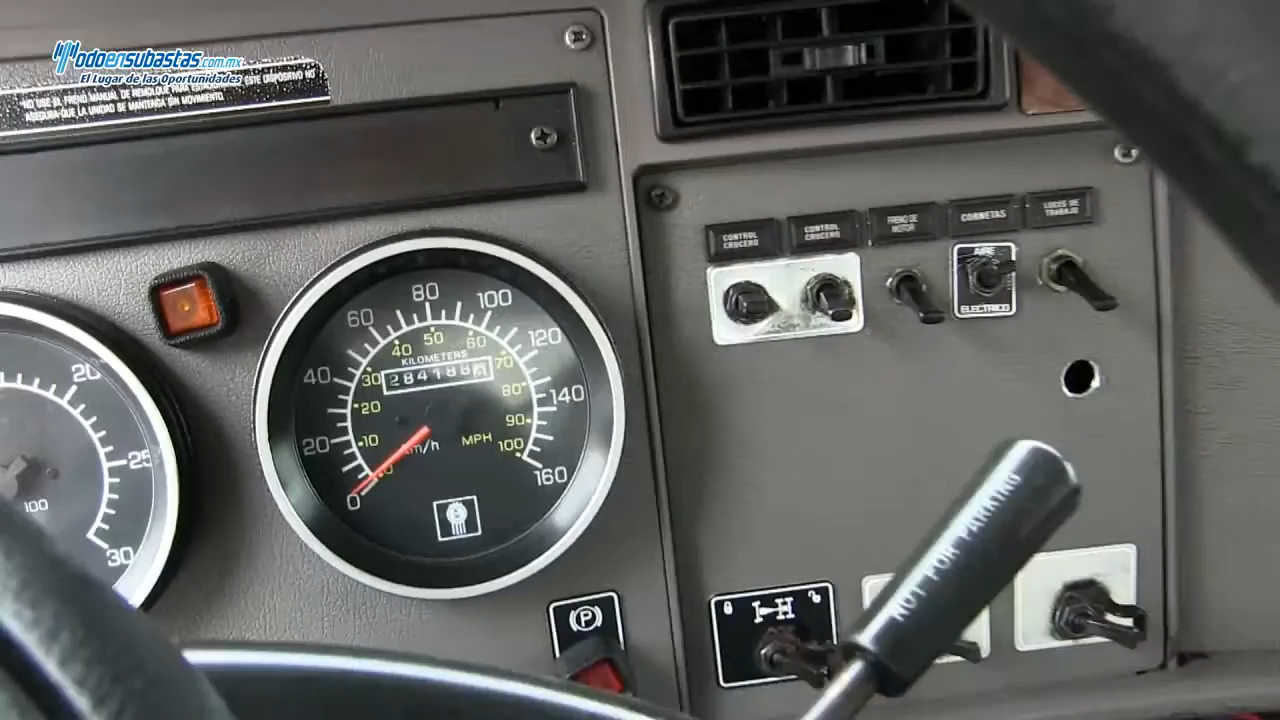 Modoensubastas.com.mx
El Lugar de las Oportunidades
NO USE EL FRENO MANUAL DE REMOLQUE PARA ESTACIONARSE ESTE DISPOSITIVO NO
ASEGURA QUE LA UNIDAD SE MANTENGA SIN MOVIMIENTO.
CONTROL
CRUCERO
CONTROL
CRUCERO
FRENO DE
MOTOR
CORNETAS
LUCES DE
TRABAJO
AIRE
ELECTRICO
20
25
30
100
0
20
40
60
80
100
120
140
160
0
10
20
30
40
50
60
70
80
90
100
KILOMETERS
284188
MPH
km/h
P
NOT FOR PARKING